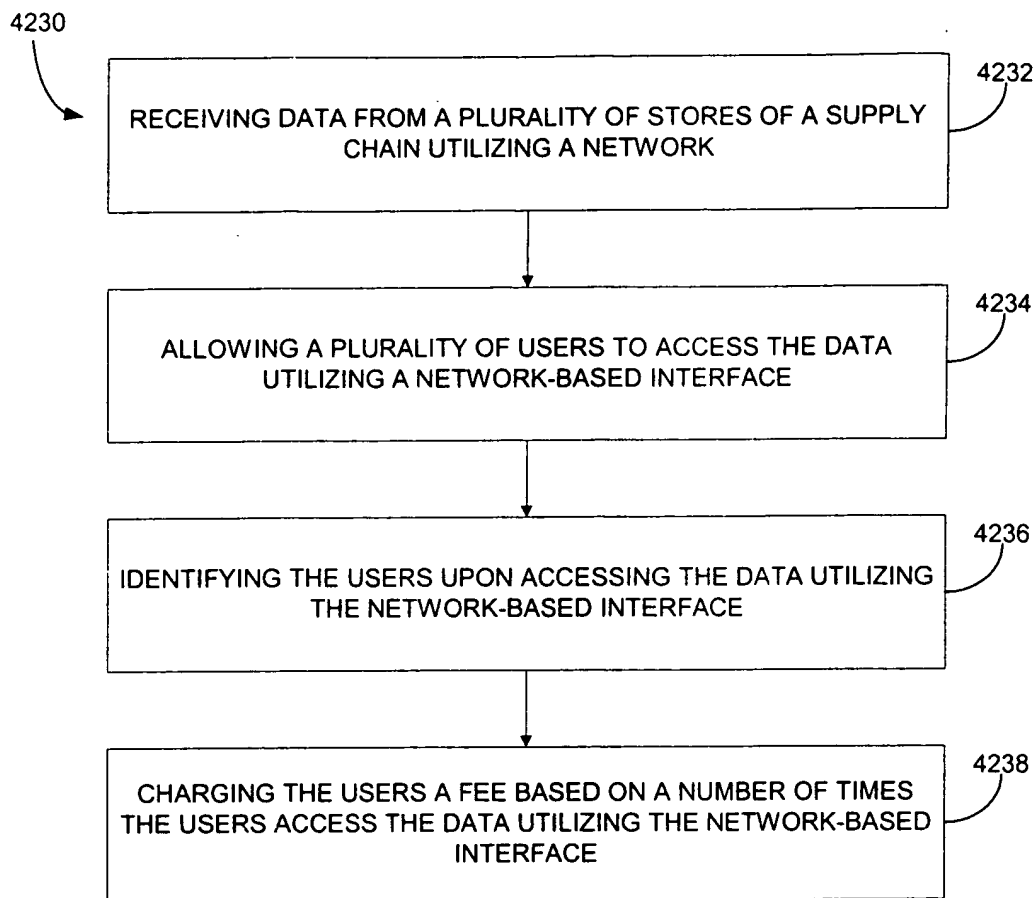 4230
4232
RECEIVING DATA FROM A PLURALITY OF STORES OF A SUPPLY
CHAIN UTILIZING A NETWORK
4234
ALLOWING A PLURALITY OF USERS TO ACCESS THE DATA
UTILIZING A NETWORK-BASED INTERFACE
4236
IDENTIFYING THE USERS UPON ACCESSING THE DATA UTILIZING
THE NETWORK-BASED INTERFACE
4238
CHARGING THE USERS A FEE BASED ON A NUMBER OF TIMES
THE USERS ACCESS THE DATA UTILIZING THE NETWORK-BASED
INTERFACE